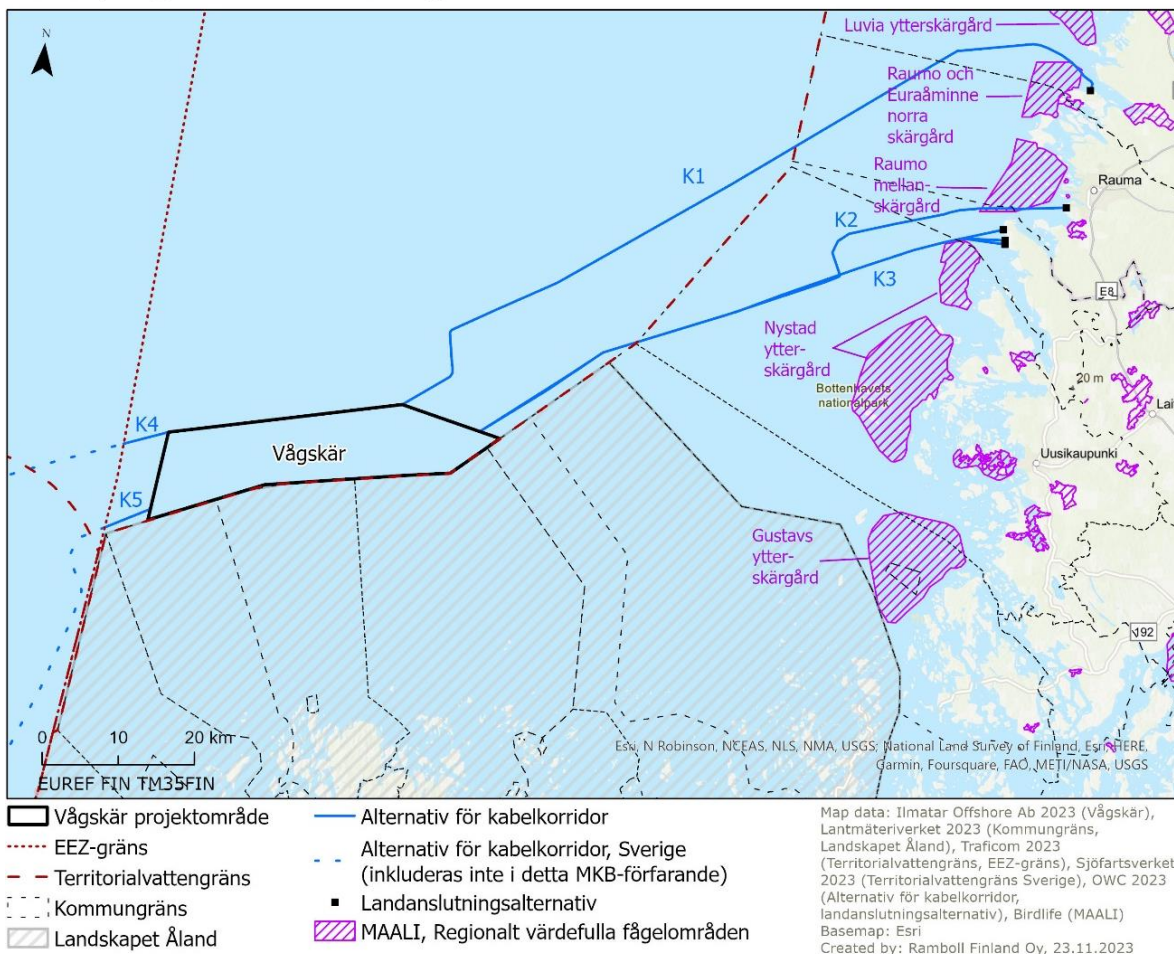 N
Luvia ytterskärgård
Raumo och
Euraåminne
norra
skärgård
K1
Raumo
mellan-
skärgård
Rauma
K2
K3
E8
Nystad
ytter-
skärgård
Bottenhavets
nationalpark
20 m
Lai
K4
Vågskär
Uusikaupunki
K5
Gustavs
ytter-
skärgård
192
0 10 20 km
EUREF FIN TM35FIN
Esri, N Robinson, NCEAS, NLS, NMA, USGS; National Land Survey of Finland, Esri, HERE,
Garmin, Foursquare, FAO, METI/NASA, USGS
Vågskär projektområde
EEZ-gräns
Territorialvattengräns
Kommungräns
Landskapet Åland
Alternativ för kabelkorridor
Alternativ för kabelkorridor, Sverige
(inkluderas inte i detta MKB-förfarande)
Landanslutningsalternativ
MAALI, Regionalt värdefulla fågelområden
Map data: Ilmatar Offshore Ab 2023 (Vågskär),
Lantmäteriverket 2023 (Kommungräns,
Landskapet Åland), Traficom 2023
(Territorialvattengräns, EEZ-gräns), Sjöfartsverket
2023 (Territorialvattengräns Sverige), OWC 2023
(Alternativ för kabelkorridor,
landanslutningsalternativ), Birdlife (MAALI)
Basemap: Esri
Created by: Ramboll Finland Oy, 23.11.2023